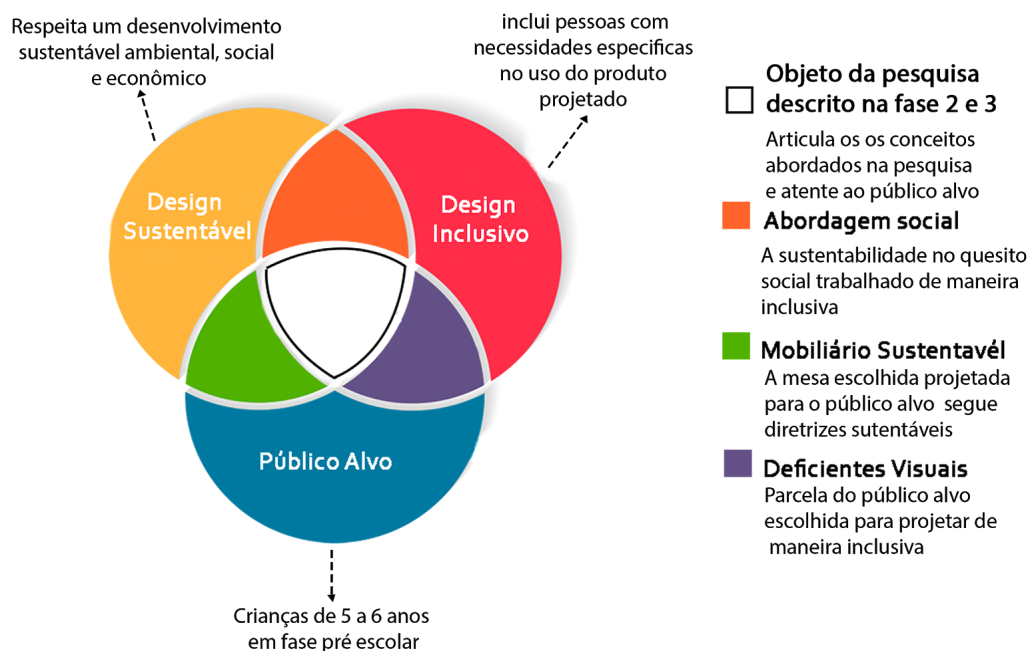 Respeita um desenvolvimento
sustentável ambiental, social
e econômico
inclui pessoas com
necessidades especificas
no uso do produto
projetado
Design
Sustentável
Design
Inclusivo
Público Alvo
Crianças de 5 a 6 anos
em fase pré escolar
Objeto da pesquisa
descrito na fase 2 e 3
Articula os os conceitos
abordados na pesquisa
e atente ao público alvo
Abordagem social
A sustentabilidade no quesito
social trabalhado de maneira
inclusiva
Mobiliário Sustentavél
A mesa escolhida projetada
para o público alvo segue
diretrizes sutentáveis
Deficientes Visuais
Parcela do público alvo
escolhida para projetar de
maneira inclusiva